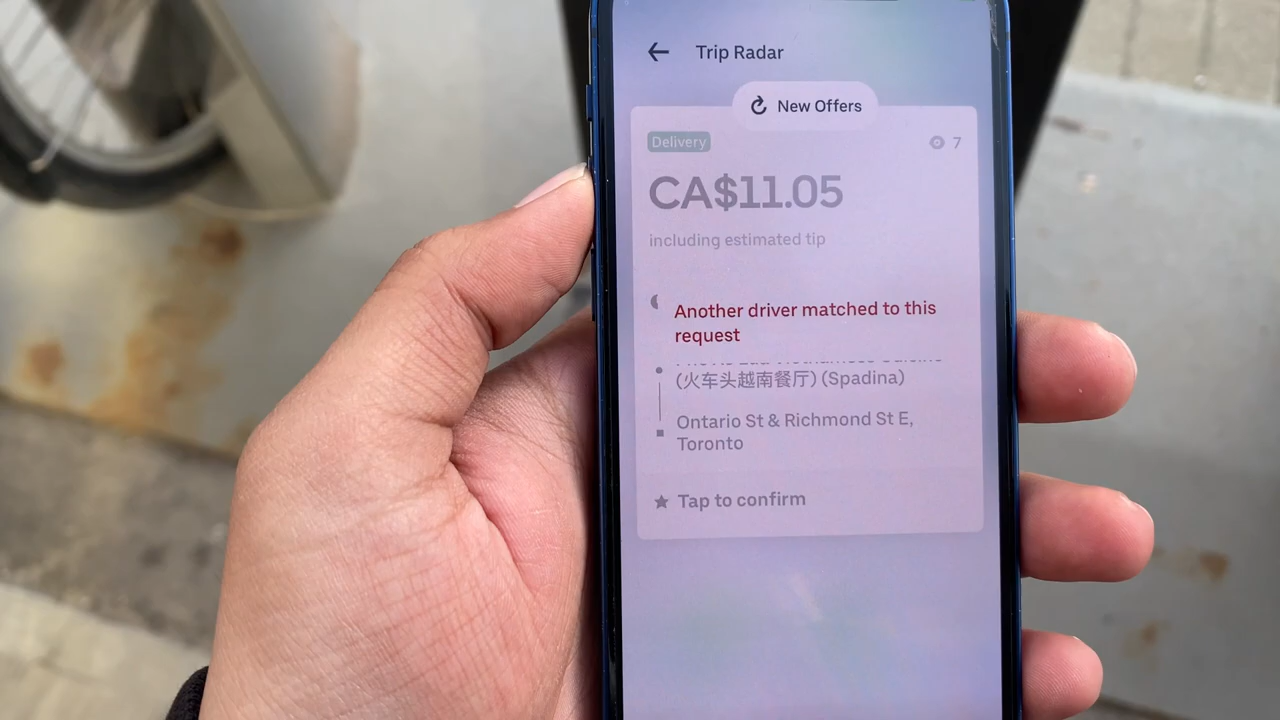 Trip Radar
New Offers
Delivery
7
CA$11.05
including estimated tip
Another driver matched to this
request
(火车头越南餐厅) (Spadina)
Ontario St & Richmond St E,
Toronto
Tap to confirm